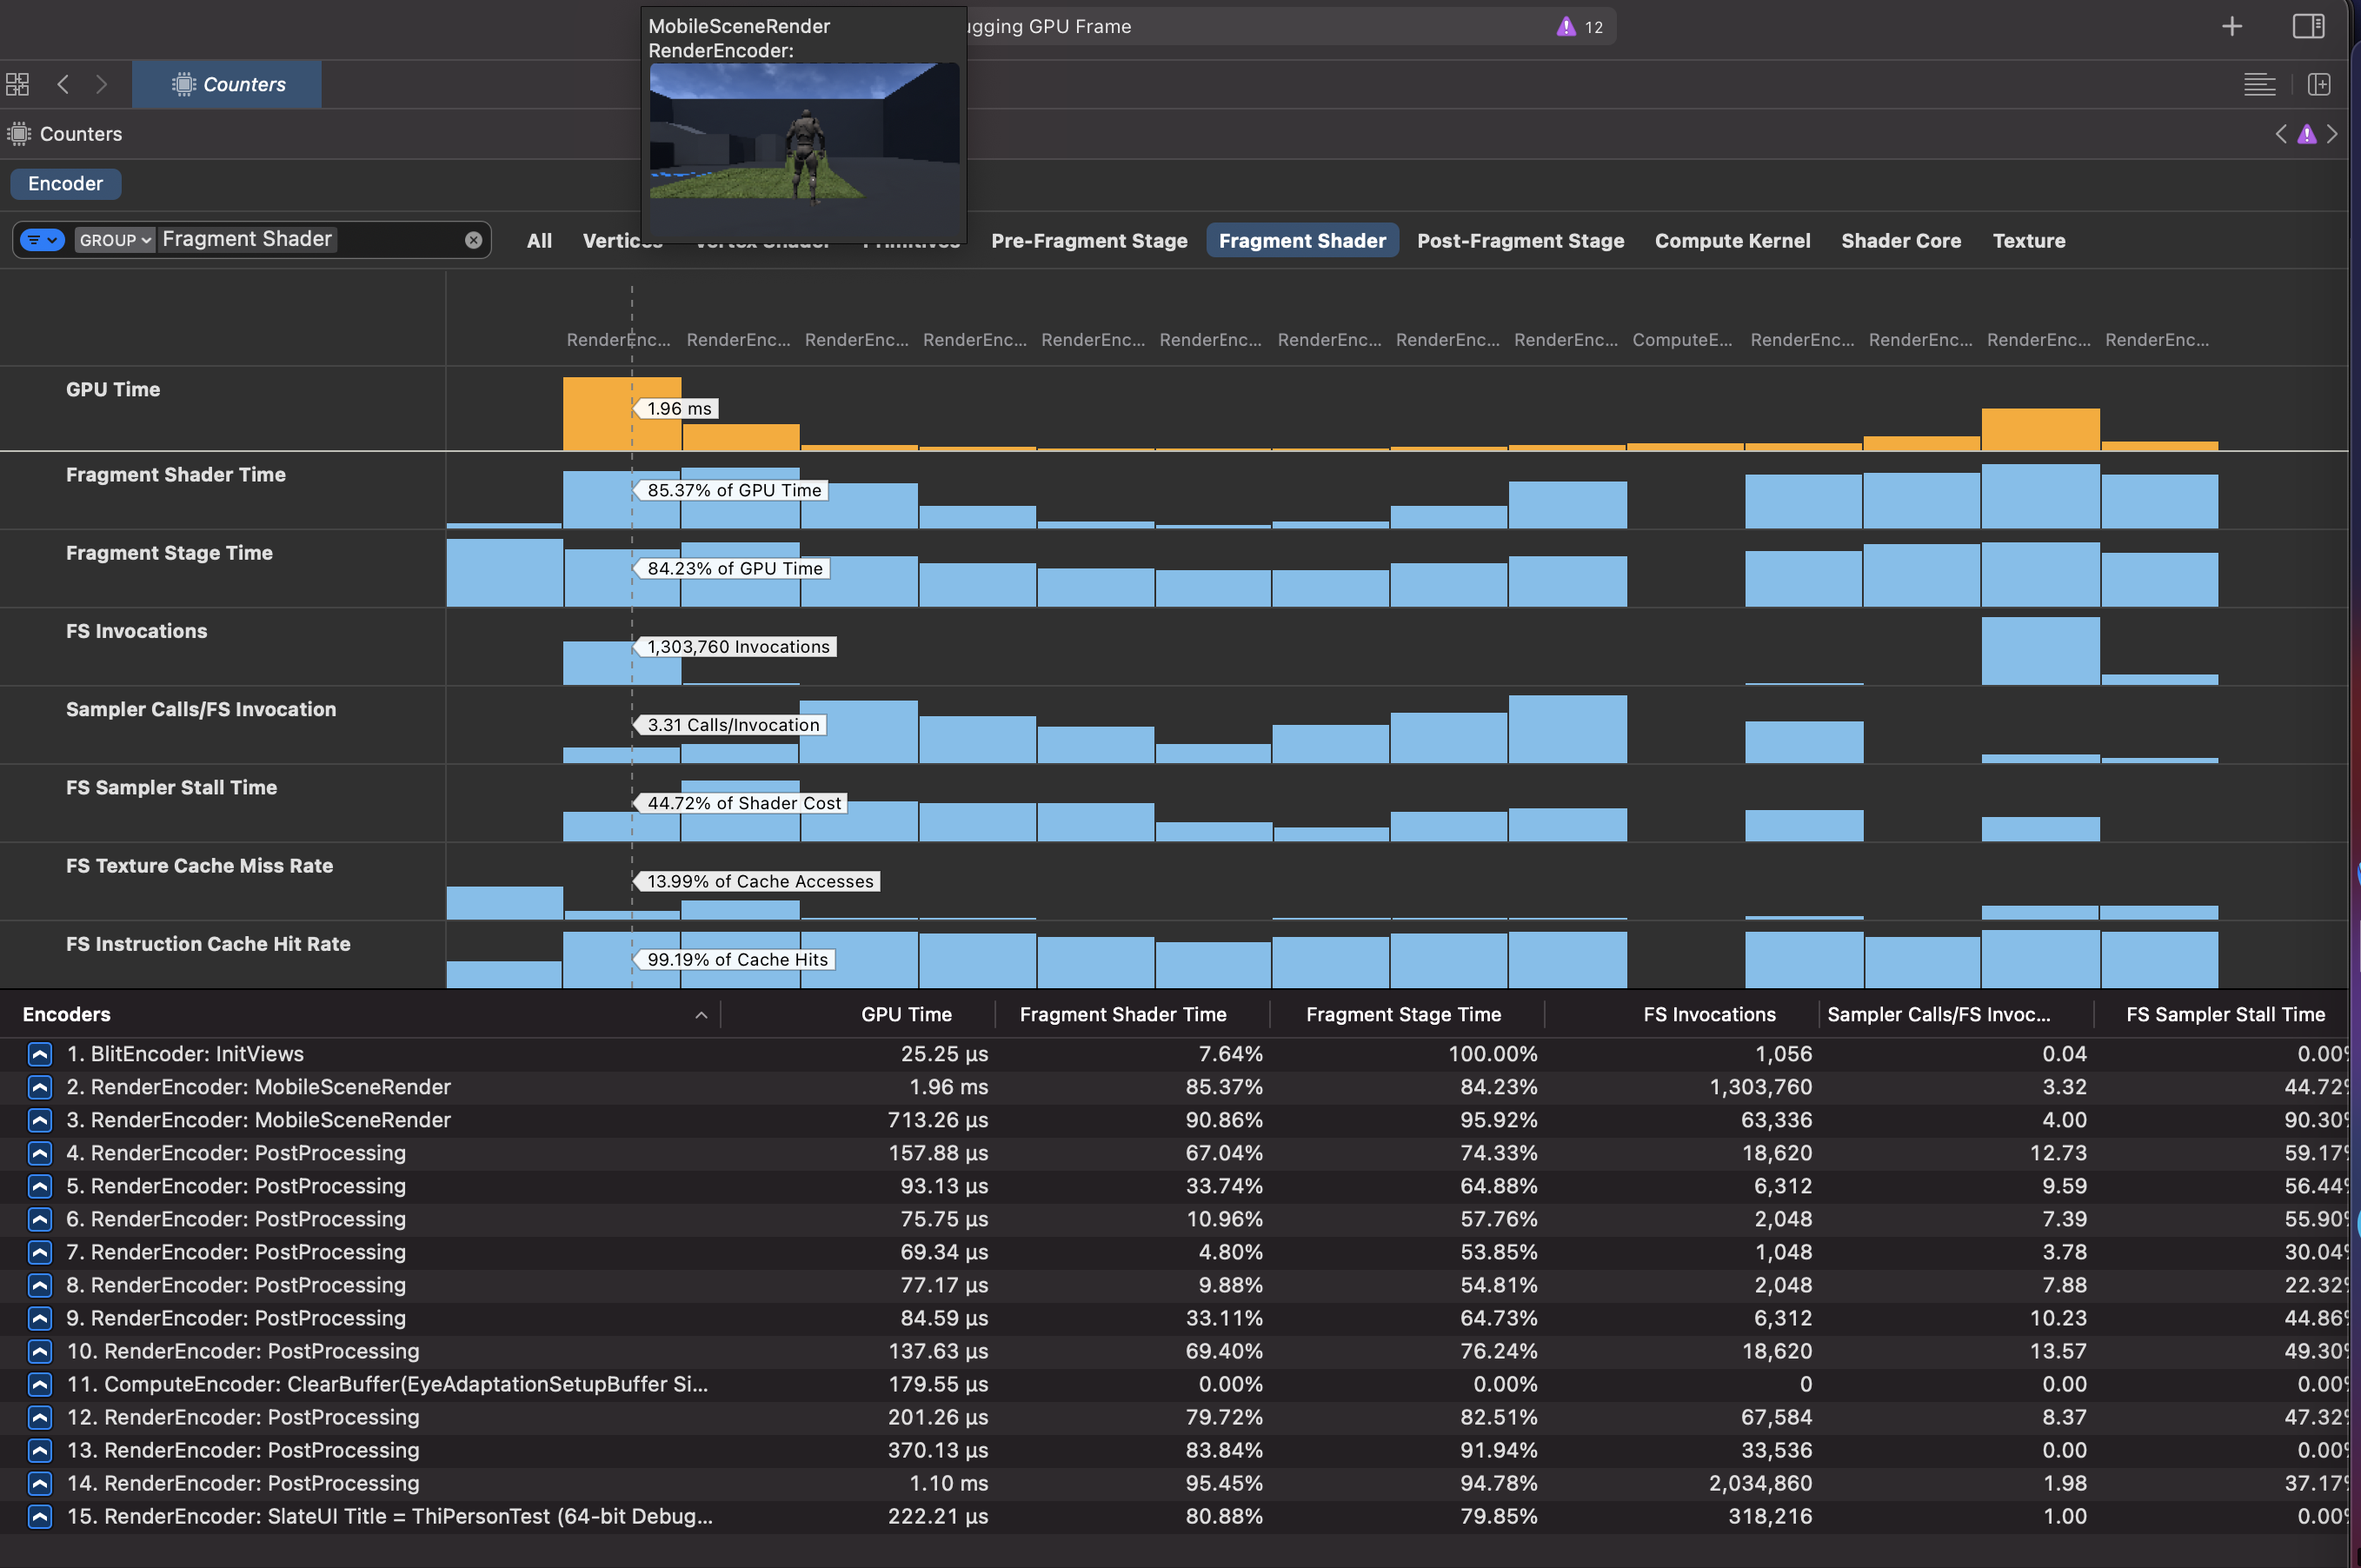 MobileSceneRender
RenderEncoder:
ugging GPU Frame
12
Counters
Counters
Encoder
GROUP Fragment Shader
All Vertices Vertex Shader Primitives Pre-Fragment Stage Fragment Shader Post-Fragment Stage Compute Kernel Shader Core Texture
RenderEnc... RenderEnc... RenderEnc... RenderEnc... RenderEnc... RenderEnc... RenderEnc... RenderEnc... RenderEnc... ComputeE... RenderEnc... RenderEnc... RenderEnc... RenderEnc...
GPU Time
1.96 ms
Fragment Shader Time
85.37% of GPU Time
Fragment Stage Time
84.23% of GPU Time
FS Invocations
1,303,760 Invocations
Sampler Calls/FS Invocation
3.31 Calls/Invocation
FS Sampler Stall Time
44.72% of Shader Cost
FS Texture Cache Miss Rate
13.99% of Cache Accesses
FS Instruction Cache Hit Rate
99.19% of Cache Hits
Encoders GPU Time Fragment Shader Time Fragment Stage Time FS Invocations Sampler Calls/FS Invoc... FS Sampler Stall Time
1. BlitEncoder: InitViews 25.25 µs 7.64% 100.00% 1,056 0.04 0.00%
2. RenderEncoder: MobileSceneRender 1.96 ms 85.37% 84.23% 1,303,760 3.32 44.72%
3. RenderEncoder: MobileSceneRender 713.26 µs 90.86% 95.92% 63,336 4.00 90.30%
4. RenderEncoder: PostProcessing 157.88 µs 67.04% 74.33% 18,620 12.73 59.17%
5. RenderEncoder: PostProcessing 93.13 µs 33.74% 64.88% 6,312 9.59 56.44%
6. RenderEncoder: PostProcessing 75.75 µs 10.96% 57.76% 2,048 7.39 55.90%
7. RenderEncoder: PostProcessing 69.34 µs 4.80% 53.85% 1,048 3.78 30.04%
8. RenderEncoder: PostProcessing 77.17 µs 9.88% 54.81% 2,048 7.88 22.32%
9. RenderEncoder: PostProcessing 84.59 µs 33.11% 64.73% 6,312 10.23 44.86%
10. RenderEncoder: PostProcessing 137.63 µs 69.40% 76.24% 18,620 13.57 49.30%
11. ComputeEncoder: ClearBuffer(EyeAdaptationSetupBuffer Si... 179.55 µs 0.00% 0.00% 0 0.00 0.00%
12. RenderEncoder: PostProcessing 201.26 µs 79.72% 82.51% 67,584 8.37 47.32%
13. RenderEncoder: PostProcessing 370.13 µs 83.84% 91.94% 33,536 0.00 0.00%
14. RenderEncoder: PostProcessing 1.10 ms 95.45% 94.78% 2,034,860 1.98 37.17%
15. RenderEncoder: SlateUI Title = ThiPersonTest (64-bit Debug... 222.21 µs 80.88% 79.85% 318,216 1.00 0.00%